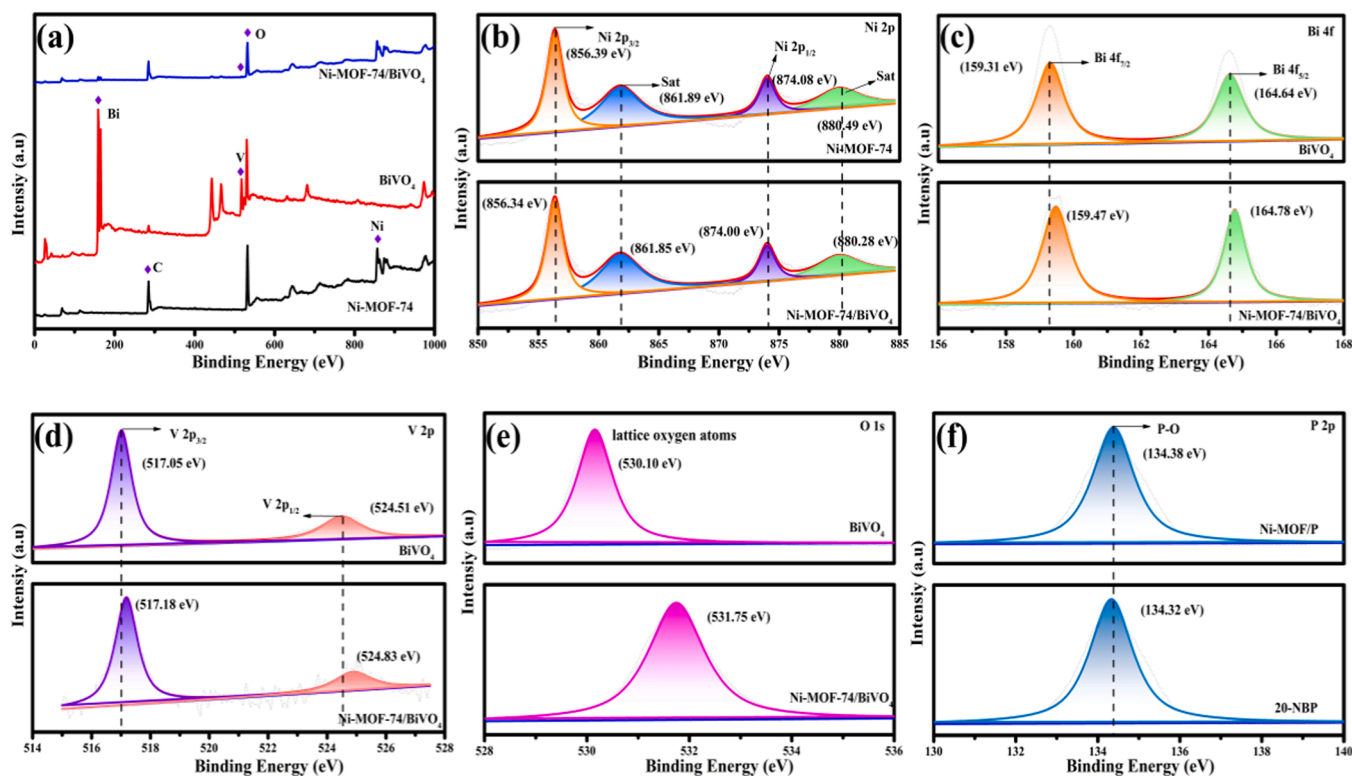 (a)
O
Ni-MOF-74/BiVO4
Bi
V
BiVO4
Ni
C
Ni-MOF-74
Intensiy (a.u)
0 200 400 600 800 1000
Binding Energy (eV)
(b)
Ni 2p
Ni 2p3/2
(856.39 eV)
Sat
(861.89 eV)
Ni 2p1/2
(874.08 eV)
Sat
(880.49 eV)
Ni-MOF-74
(856.34 eV)
(861.85 eV)
(874.00 eV)
(880.28 eV)
Ni-MOF-74/BiVO4
Intensiy (a.u)
850 855 860 865 870 875 880 885
Binding Energy (eV)
(c)
Bi 4f
(159.31 eV)
Bi 4f7/2
Bi 4f5/2
(164.64 eV)
BiVO4
(159.47 eV)
(164.78 eV)
Ni-MOF-74/BiVO4
Intensiy (a.u)
156 158 160 162 164 166 168
Binding Energy (eV)
(d)
V 2p
V 2p3/2
(517.05 eV)
V 2p1/2
(524.51 eV)
BiVO4
(517.18 eV)
(524.83 eV)
Ni-MOF-74/BiVO4
Intensiy (a.u)
514 516 518 520 522 524 526 528
Binding Energy (eV)
(e)
O 1s
lattice oxygen atoms
(530.10 eV)
BiVO4
(531.75 eV)
Ni-MOF-74/BiVO4
Intensiy (a.u)
528 530 532 534 536
Binding Energy (eV)
(f)
P 2p
P-O
(134.38 eV)
Ni-MOF/P
(134.32 eV)
20-NBP
Intensiy (a.u)
130 132 134 136 138 140
Binding Energy (eV)